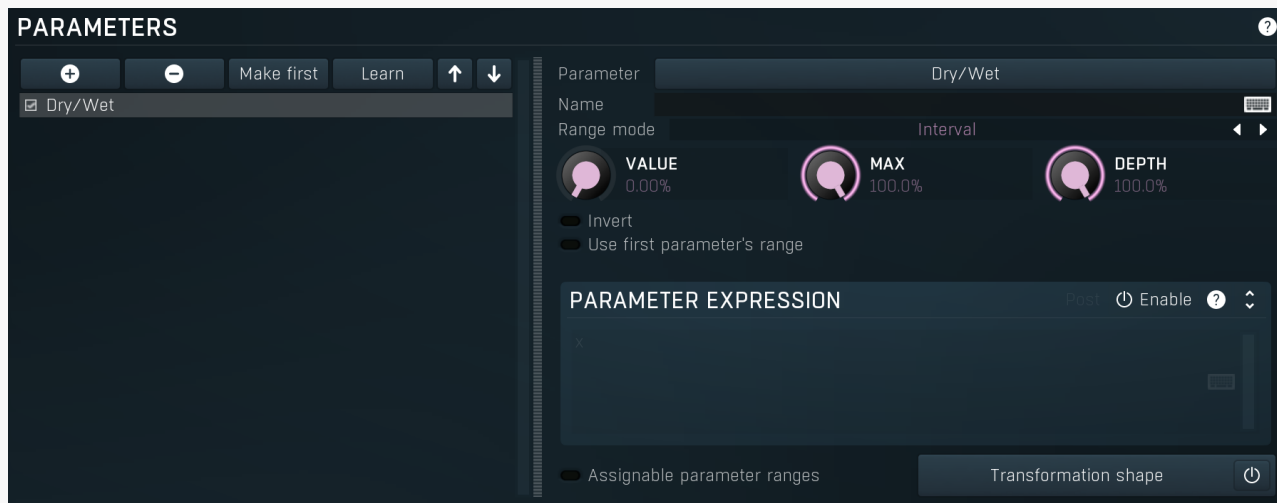 PARAMETERS
Make first Learn
Dry/Wet
Parameter Dry/Wet
Name
Range mode Interval
VALUE MAX DEPTH
0.00% 100.0% 100.0%
Invert
Use first parameter's range
PARAMETER EXPRESSION Post Enable
x
Assignable parameter ranges Transformation shape